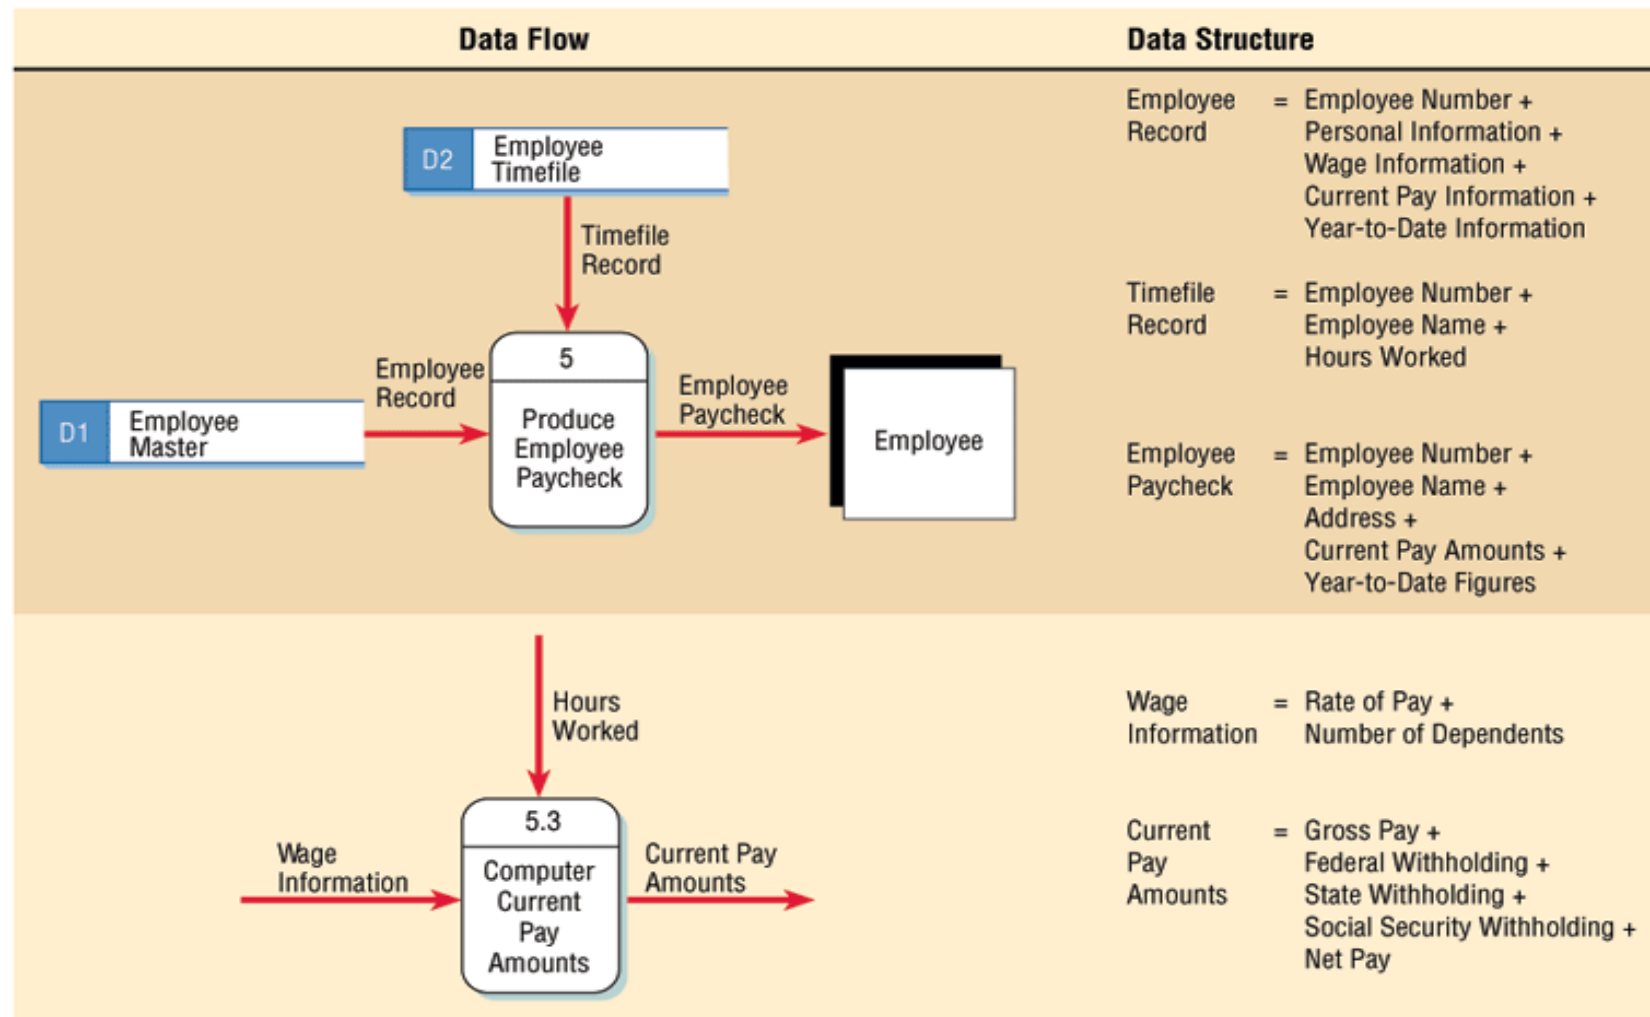 Data Flow
Data Structure
D2
Employee
Timefile
Timefile
Record
Employee
Record
D1
Employee
Master
5
Produce
Employee
Paycheck
Employee
Paycheck
Employee
Employee = Employee Number +
Record Personal Information +
Wage Information +
Current Pay Information +
Year-to-Date Information
Timefile = Employee Number +
Record Employee Name +
Hours Worked
Employee = Employee Number +
Paycheck Employee Name +
Address +
Current Pay Amounts +
Year-to-Date Figures
Hours
Worked
Wage
Information
5.3
Computer
Current
Pay
Amounts
Current Pay
Amounts
Wage = Rate of Pay +
Information Number of Dependents
Current = Gross Pay +
Pay Federal Withholding +
Amounts State Withholding +
Social Security Withholding +
Net Pay